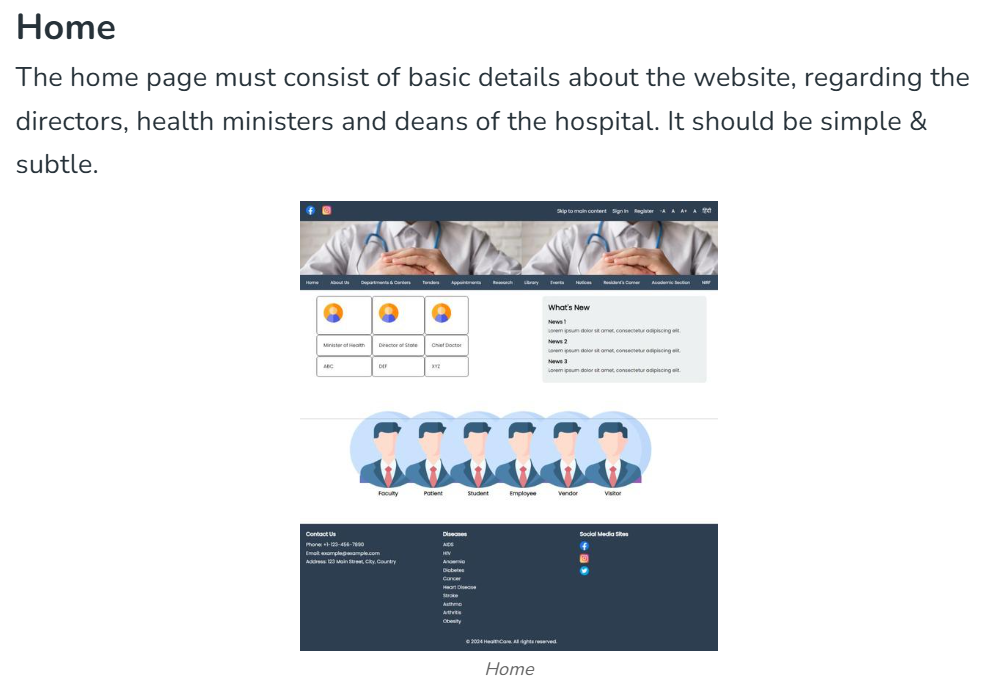 Home
The home page must consist of basic details about the website, regarding the
directors, health ministers and deans of the hospital. It should be simple &
subtle.
Skip to main content Sign In Register -A A A+ A हिंदी
Home About Us Departments & Centers Tenders Appointments Research Library Events Notices Resident's Corner Academic Section NIRF
Minister of Health Director of State Chief Doctor
ABC DEF XYZ
What's New
News 1
Lorem ipsum dolor sit amet, consectetur adipiscing elit.
News 2
Lorem ipsum dolor sit amet, consectetur adipiscing elit.
News 3
Lorem ipsum dolor sit amet, consectetur adipiscing elit.
Faculty Patient Student Employee Vendor Visitor
Contact Us
Phone: +1-123-456-7890
Email: example@example.com
Address: 123 Main Street, City, Country
Diseases
AIDS
HIV
Anaemia
Diabetes
Cancer
Heart Disease
Stroke
Asthma
Arthritis
Obesity
Social Media Sites
© 2024 HealthCare. All rights reserved.
Home